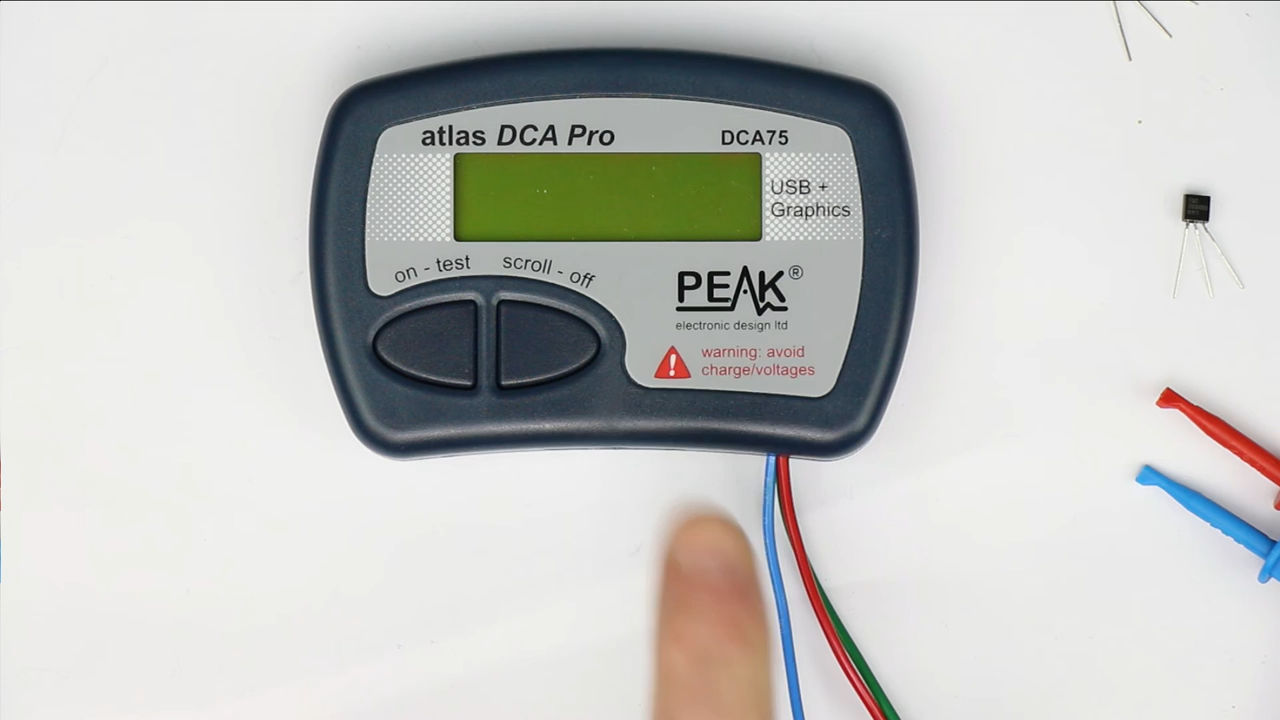 atlas DCA Pro
DCA75
USB +
Graphics
on - test
scroll - off
PEAK®
electronic design ltd
warning: avoid
charge/voltages